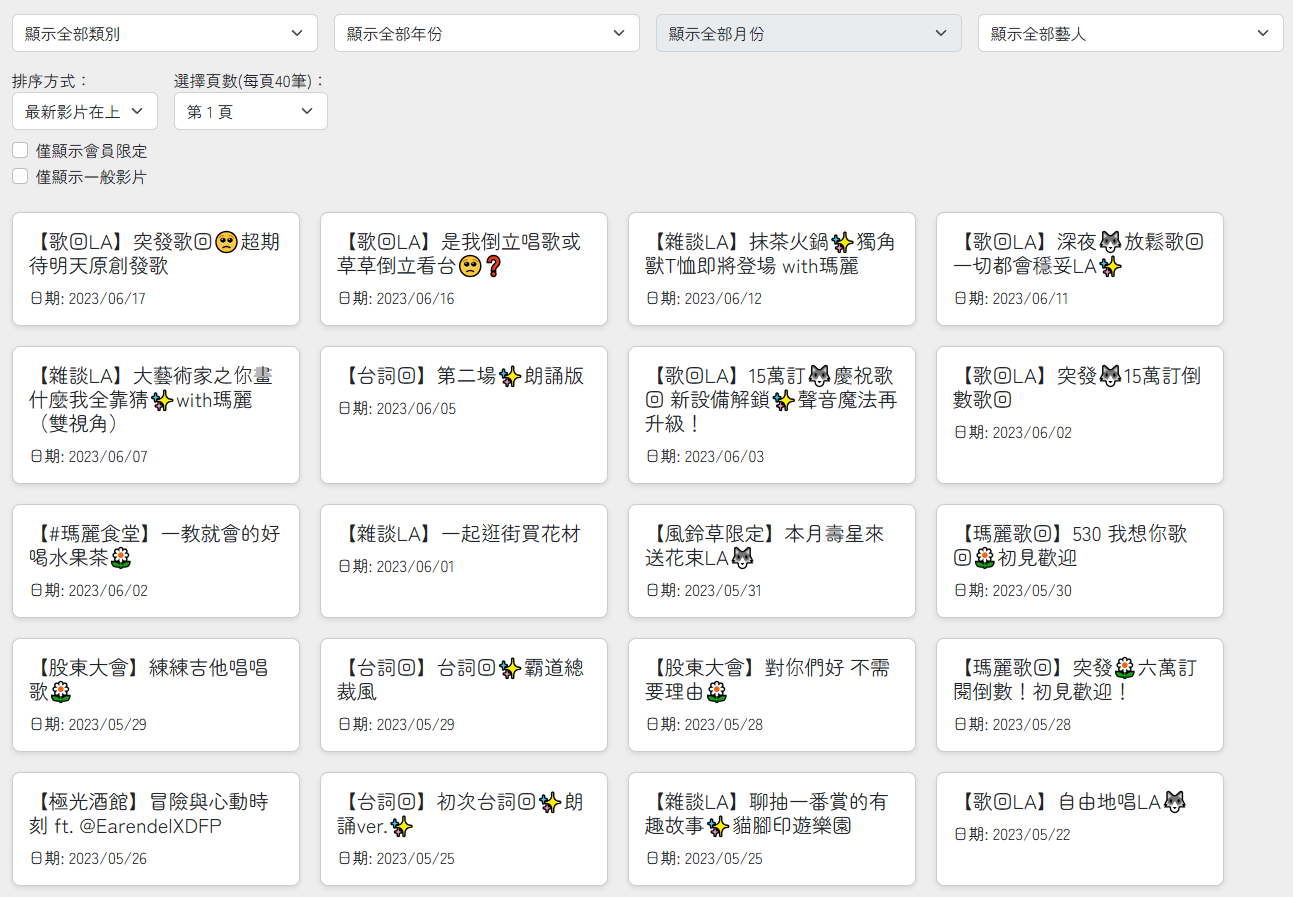 顯示全部類別
顯示全部年份
顯示全部月份
顯示全部藝人
排序方式：
選擇頁數(每頁40筆)：
最新影片在上
第 1 頁
僅顯示會員限定
僅顯示一般影片
【歌回LA】突發歌回🥺超期
待明天原創發歌
日期: 2023/06/17
【歌回LA】是我倒立唱歌或
草草倒立看台🥺❓
日期: 2023/06/16
【雜談LA】抹茶火鍋✨獨角
獸T恤即將登場 with瑪麗
日期: 2023/06/12
【歌回LA】深夜🐺放鬆歌回
一切都會穩妥LA✨
日期: 2023/06/11
【雜談LA】大藝術家之你畫
什麼我全靠猜✨with瑪麗
（雙視角）
日期: 2023/06/07
【台詞回】第二場✨朗誦版
日期: 2023/06/05
【歌回LA】15萬訂🐺慶祝歌
回 新設備解鎖✨聲音魔法再
升級！
日期: 2023/06/03
【歌回LA】突發🐺15萬訂倒
數歌回
日期: 2023/06/02
【#瑪麗食堂】一教就會的好
喝水果茶🌼
日期: 2023/06/02
【雜談LA】一起逛街買花材
日期: 2023/06/01
【風鈴草限定】本月壽星來
送花束LA🐺
日期: 2023/05/31
【瑪麗歌回】530 我想你歌
回🌼初見歡迎
日期: 2023/05/30
【股東大會】練練吉他唱唱
歌🌼
日期: 2023/05/29
【台詞回】台詞回✨霸道總
裁風
日期: 2023/05/29
【股東大會】對你們好 不需
要理由🌼
日期: 2023/05/28
【瑪麗歌回】突發🌼六萬訂
閱倒數！初見歡迎！
日期: 2023/05/28
【極光酒館】冒險與心動時
刻 ft. @EarendelXDFP
日期: 2023/05/26
【台詞回】初次台詞回✨朗
誦ver.✨
日期: 2023/05/25
【雜談LA】聊抽一番賞的有
趣故事✨貓腳印遊樂園
日期: 2023/05/25
【歌回LA】自由地唱LA🐺
日期: 2023/05/22